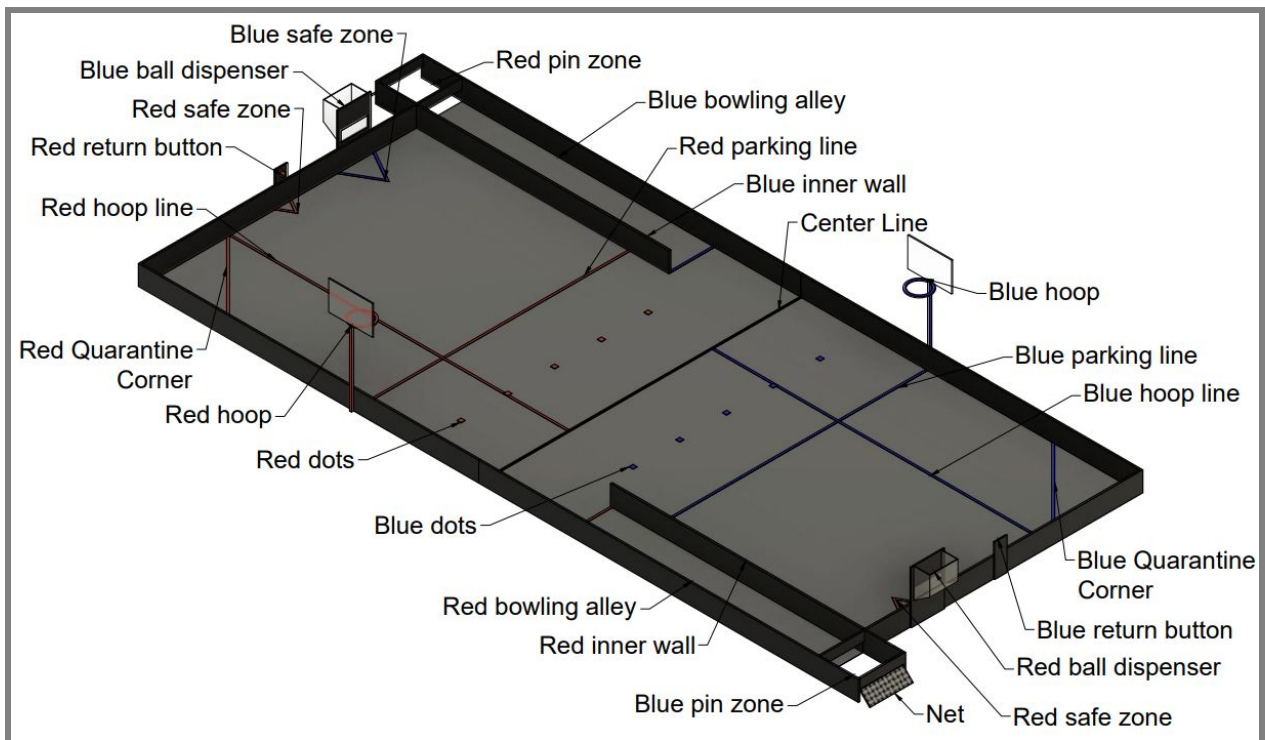 Blue safe zone
Red pin zone
Blue ball dispenser
Blue bowling alley
Red safe zone
Red parking line
Red return button
Blue inner wall
Red hoop line
Center Line
Blue hoop
Red Quarantine
Corner
Blue parking line
Red hoop
Blue hoop line
Red dots
Blue dots
Blue Quarantine
Corner
Red bowling alley
Blue return button
Red inner wall
Red ball dispenser
Blue pin zone
Net
Red safe zone